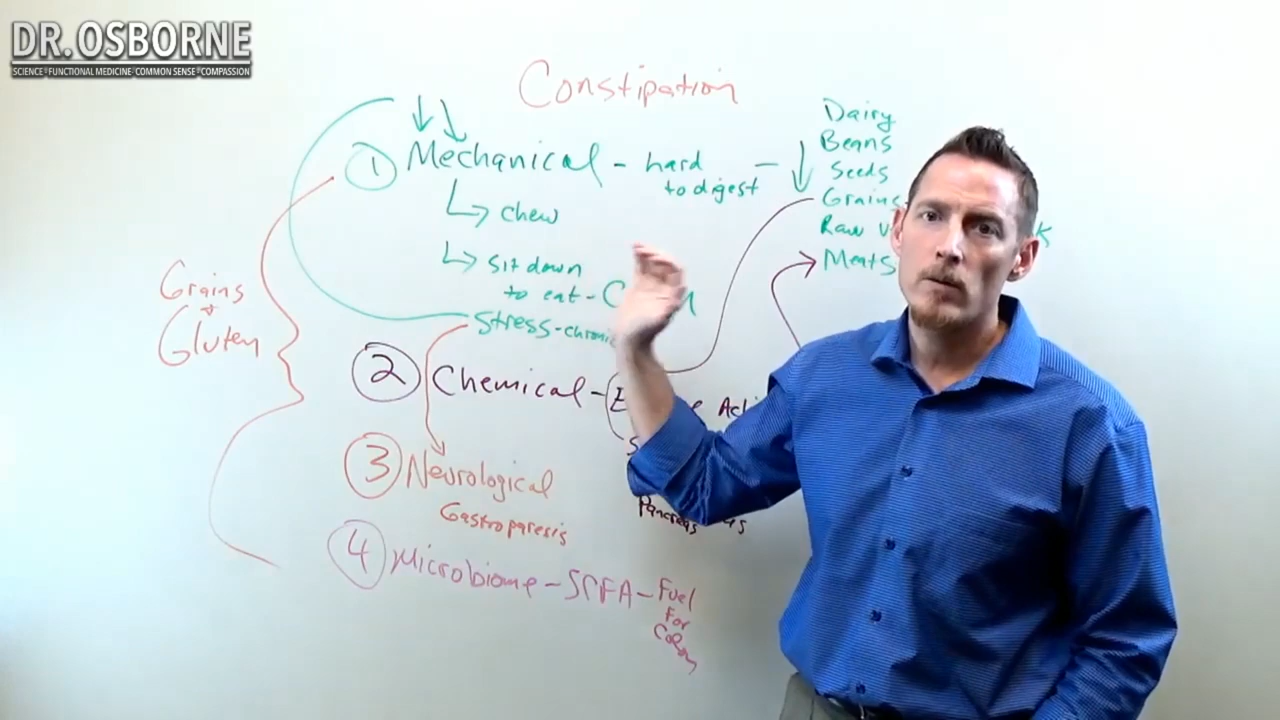 DR. OSBORNE
SCIENCE · FUNCTIONAL MEDICINE · COMMON SENSE · COMPASSION
Constipation
① Mechanical - hard to digest -
Dairy
Beans
Seeds
Grains
Raw
Meats
chew
sit down
to eat -
Stress - chronic
Grains
+
Gluten
② Chemical -
③ Neurological
Gastroparesis
Pancreas
④ Microbiome - SCFA - Fuel
For
Colon